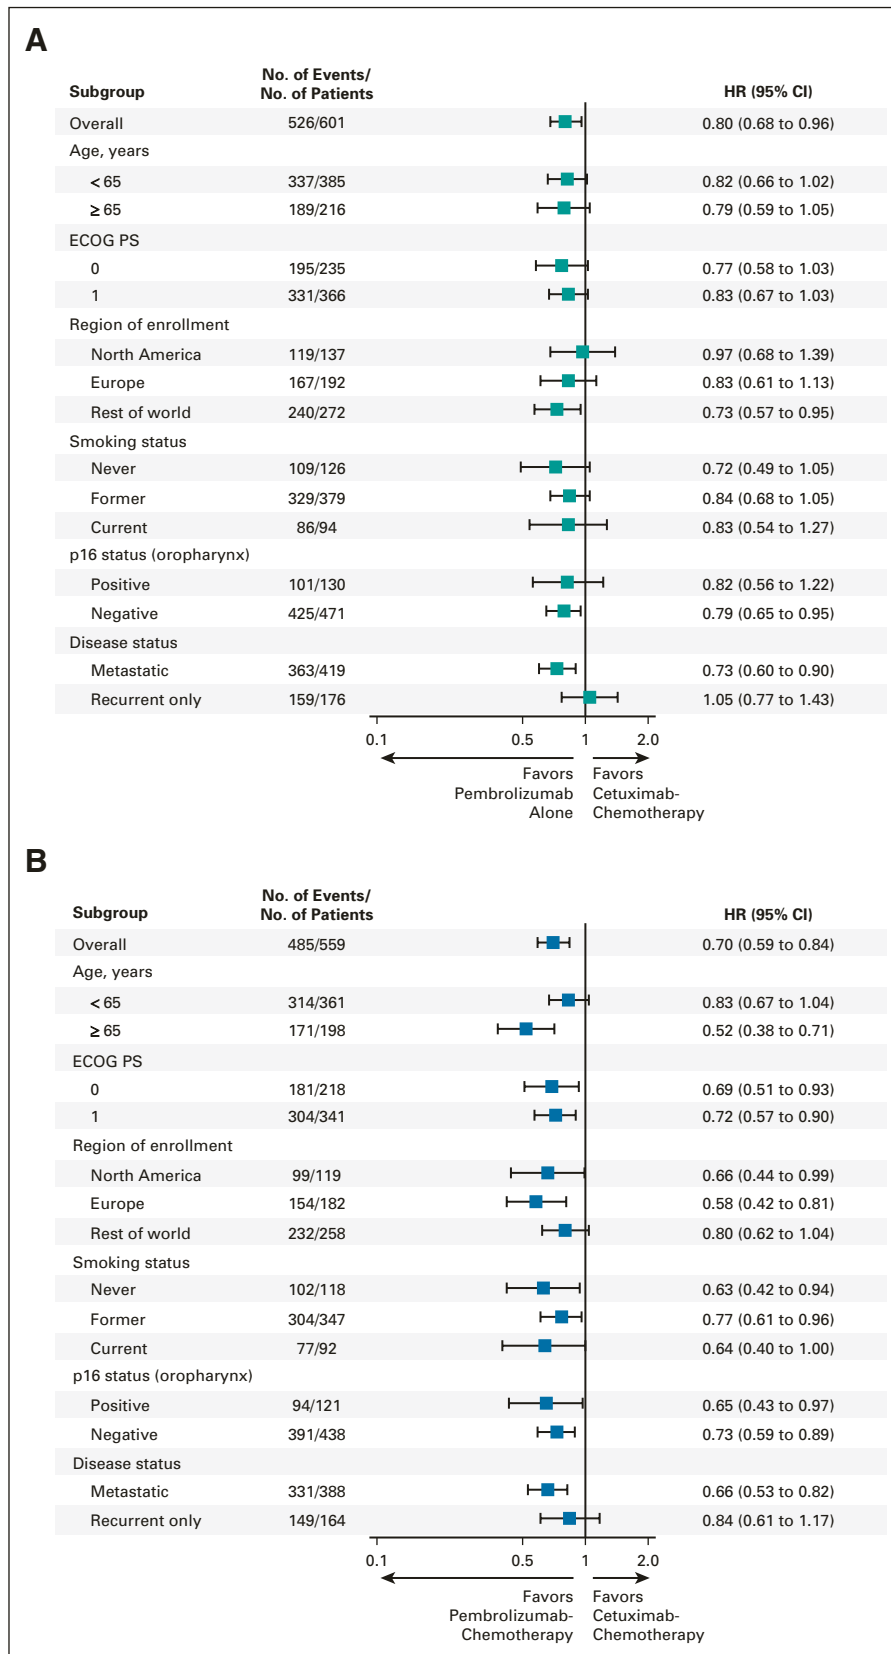 A
No. of Events/
Subgroup No. of Patients HR (95% CI)
Overall 526/601 0.80 (0.68 to 0.96)
Age, years
< 65 337/385 0.82 (0.66 to 1.02)
≥ 65 189/216 0.79 (0.59 to 1.05)
ECOG PS
0 195/235 0.77 (0.58 to 1.03)
1 331/366 0.83 (0.67 to 1.03)
Region of enrollment
North America 119/137 0.97 (0.68 to 1.39)
Europe 167/192 0.83 (0.61 to 1.13)
Rest of world 240/272 0.73 (0.57 to 0.95)
Smoking status
Never 109/126 0.72 (0.49 to 1.05)
Former 329/379 0.84 (0.68 to 1.05)
Current 86/94 0.83 (0.54 to 1.27)
p16 status (oropharynx)
Positive 101/130 0.82 (0.56 to 1.22)
Negative 425/471 0.79 (0.65 to 0.95)
Disease status
Metastatic 363/419 0.73 (0.60 to 0.90)
Recurrent only 159/176 1.05 (0.77 to 1.43)
0.1 0.5 1 2.0
Favors Favors
Pembrolizumab Cetuximab-
Alone Chemotherapy
B
No. of Events/
Subgroup No. of Patients HR (95% CI)
Overall 485/559 0.70 (0.59 to 0.84)
Age, years
< 65 314/361 0.83 (0.67 to 1.04)
≥ 65 171/198 0.52 (0.38 to 0.71)
ECOG PS
0 181/218 0.69 (0.51 to 0.93)
1 304/341 0.72 (0.57 to 0.90)
Region of enrollment
North America 99/119 0.66 (0.44 to 0.99)
Europe 154/182 0.58 (0.42 to 0.81)
Rest of world 232/258 0.80 (0.62 to 1.04)
Smoking status
Never 102/118 0.63 (0.42 to 0.94)
Former 304/347 0.77 (0.61 to 0.96)
Current 77/92 0.64 (0.40 to 1.00)
p16 status (oropharynx)
Positive 94/121 0.65 (0.43 to 0.97)
Negative 391/438 0.73 (0.59 to 0.89)
Disease status
Metastatic 331/388 0.66 (0.53 to 0.82)
Recurrent only 149/164 0.84 (0.61 to 1.17)
0.1 0.5 1 2.0
Favors Favors
Pembrolizumab- Cetuximab-
Chemotherapy Chemotherapy